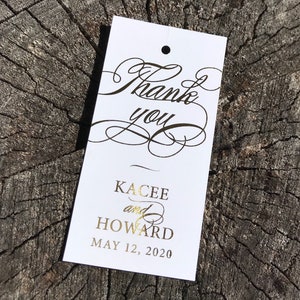 Thank
you
KACEE
and
HOWARD
MAY 12, 2020